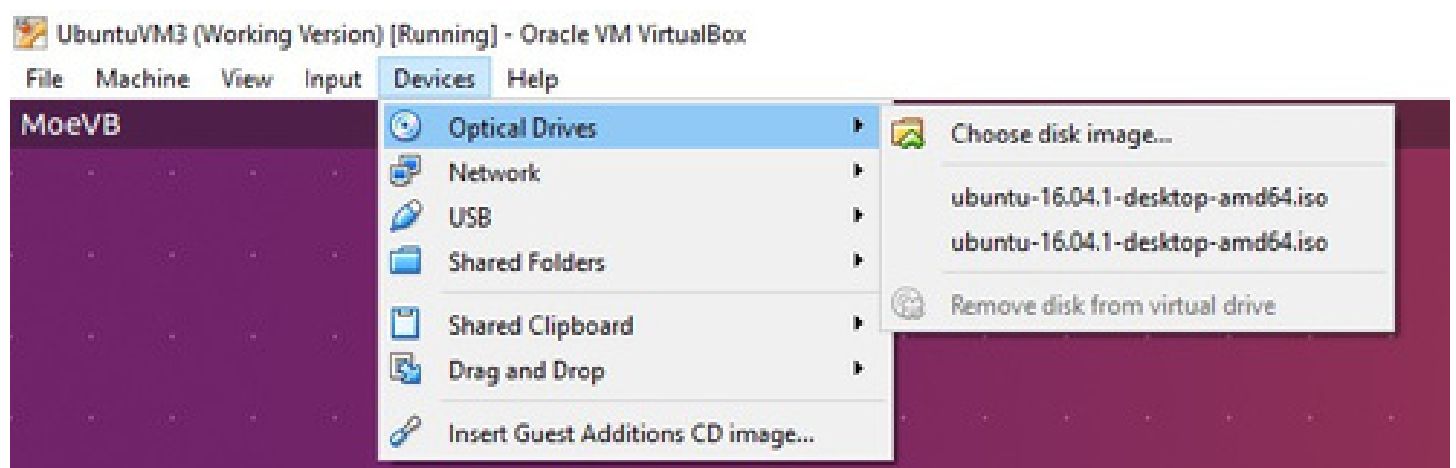 UbuntuVM3 (Working Version) [Running] - Oracle VM VirtualBox
File Machine View Input Devices Help
MoeVB
Optical Drives
Network
USB
Shared Folders
Shared Clipboard
Drag and Drop
Insert Guest Additions CD image...
Choose disk image...
ubuntu-16.04.1-desktop-amd64.iso
ubuntu-16.04.1-desktop-amd64.iso
Remove disk from virtual drive